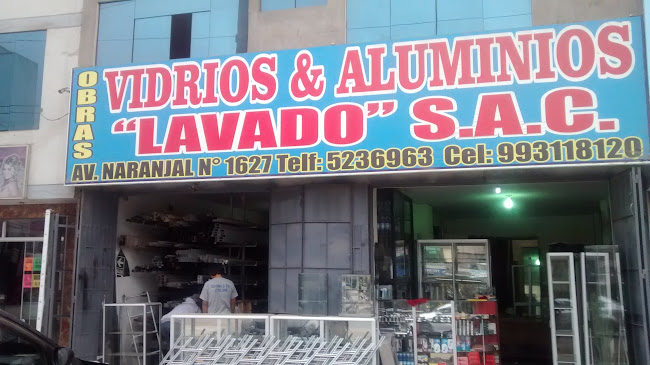 OBRAS
VIDRIOS & ALUMINIOS
"LAVADO" S.A.C.
AV. NARANJAL N° 1627 Telf: 5236963 Cel: 993118120